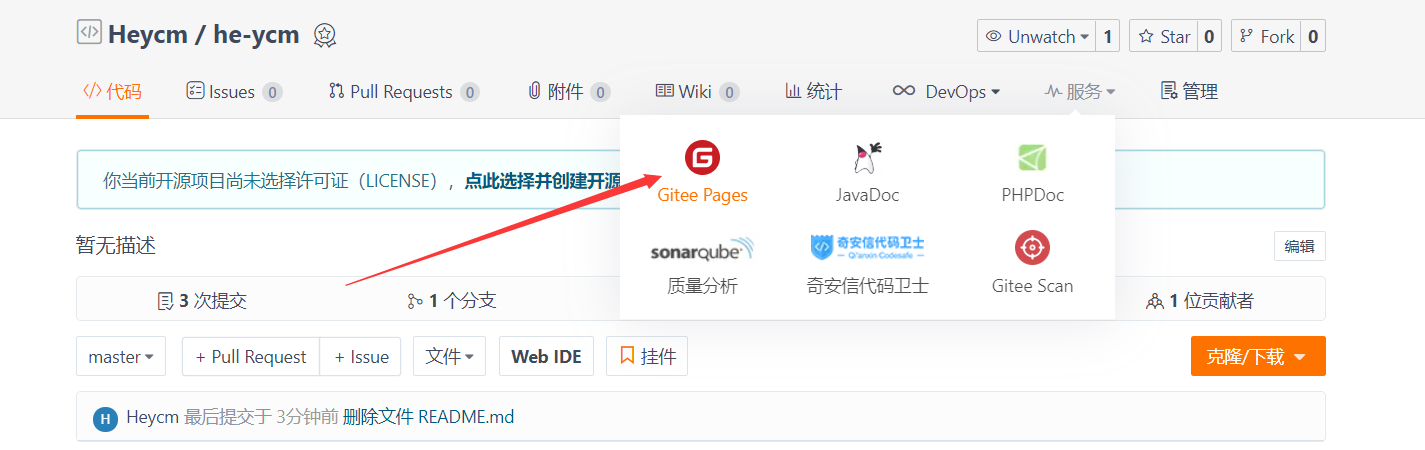 Heycm / he-ycm
Unwatch 1 Star 0 Fork 0
代码 Issues 0 Pull Requests 0 附件 0 Wiki 0 统计 DevOps 服务 管理
你当前开源项目尚未选择许可证（LICENSE），点此选择并创建开源
G
Gitee Pages JavaDoc PHPDoc
sonarqube 奇安信代码卫士
Qi'anxin Codesafe
质量分析 奇安信代码卫士 Gitee Scan
暂无描述 编辑
3 次提交 1 个分支 1 位贡献者
master + Pull Request + Issue 文件 Web IDE 挂件 克隆/下载
H Heycm 最后提交于 3分钟前 删除文件 README.md